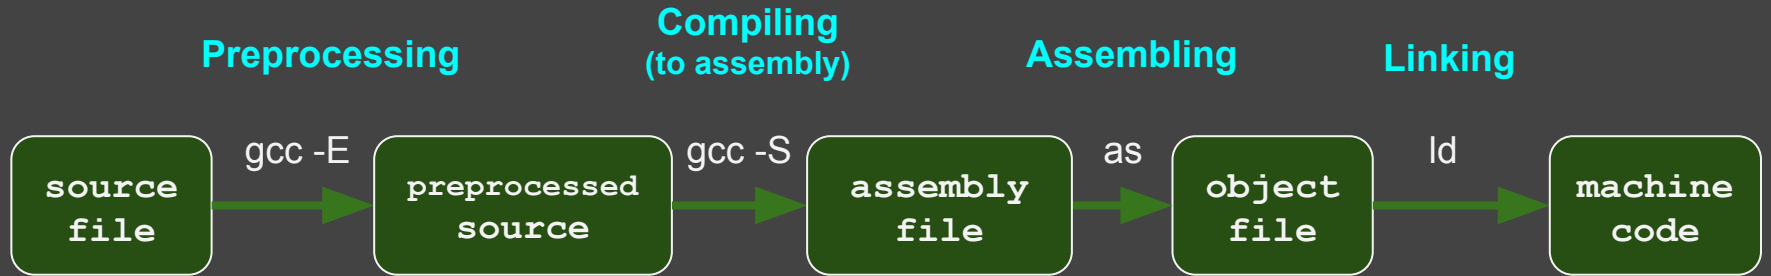 Preprocessing
Compiling
(to assembly)
Assembling
Linking
source
file
gcc -E
preprocessed
source
gcc -S
assembly
file
as
object
file
ld
machine
code